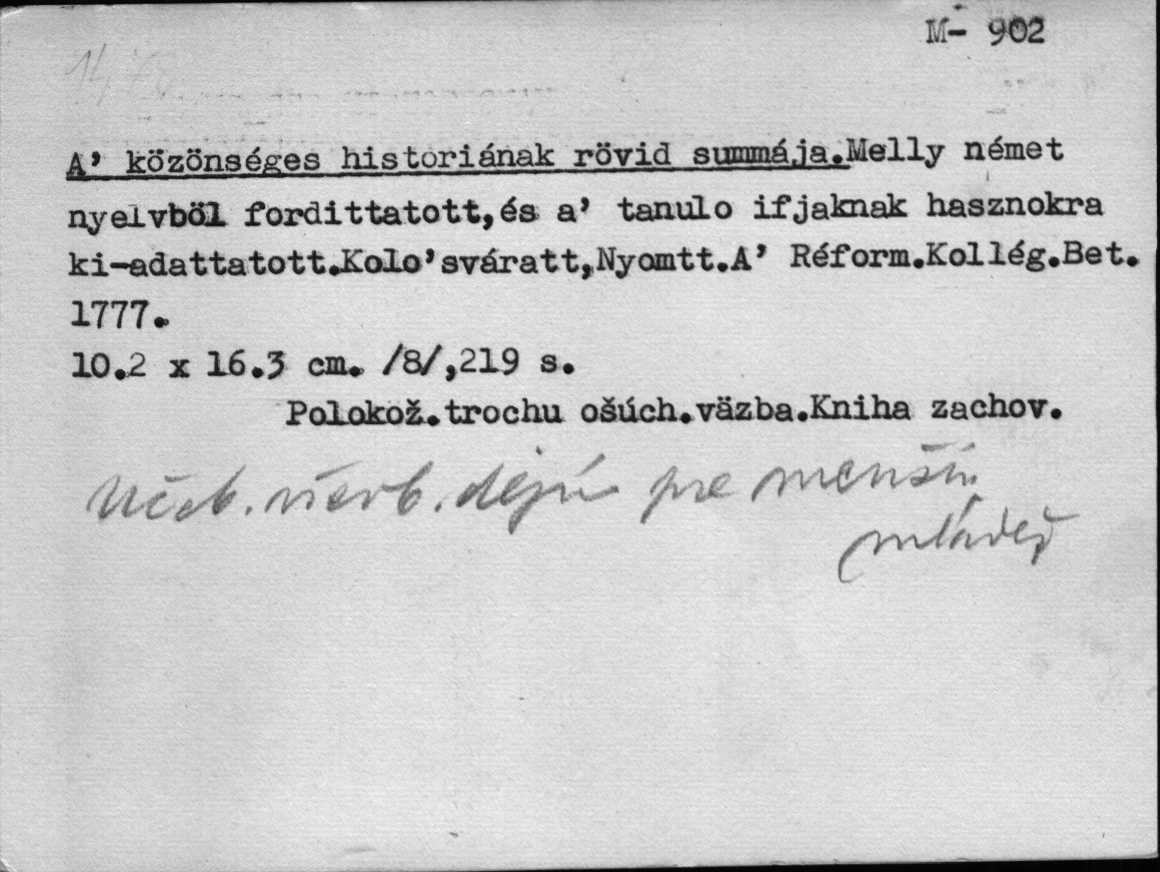 M- 902
A' közönséges historiának rövid summája.Melly német
nyelvböl fordittatott,és a' tanulo ifjaknak hasznokra
ki-adattatott.Kolo'sváratt,Nyomtt.A' Réform.Kollég.Bet.
1777.
10.2 x 16.3 cm. /8/,219 s.
Polokož.trochu ošúch.väzba.Kniha zachov.
Učeb. všeob. dejín pre menšiu
mládež